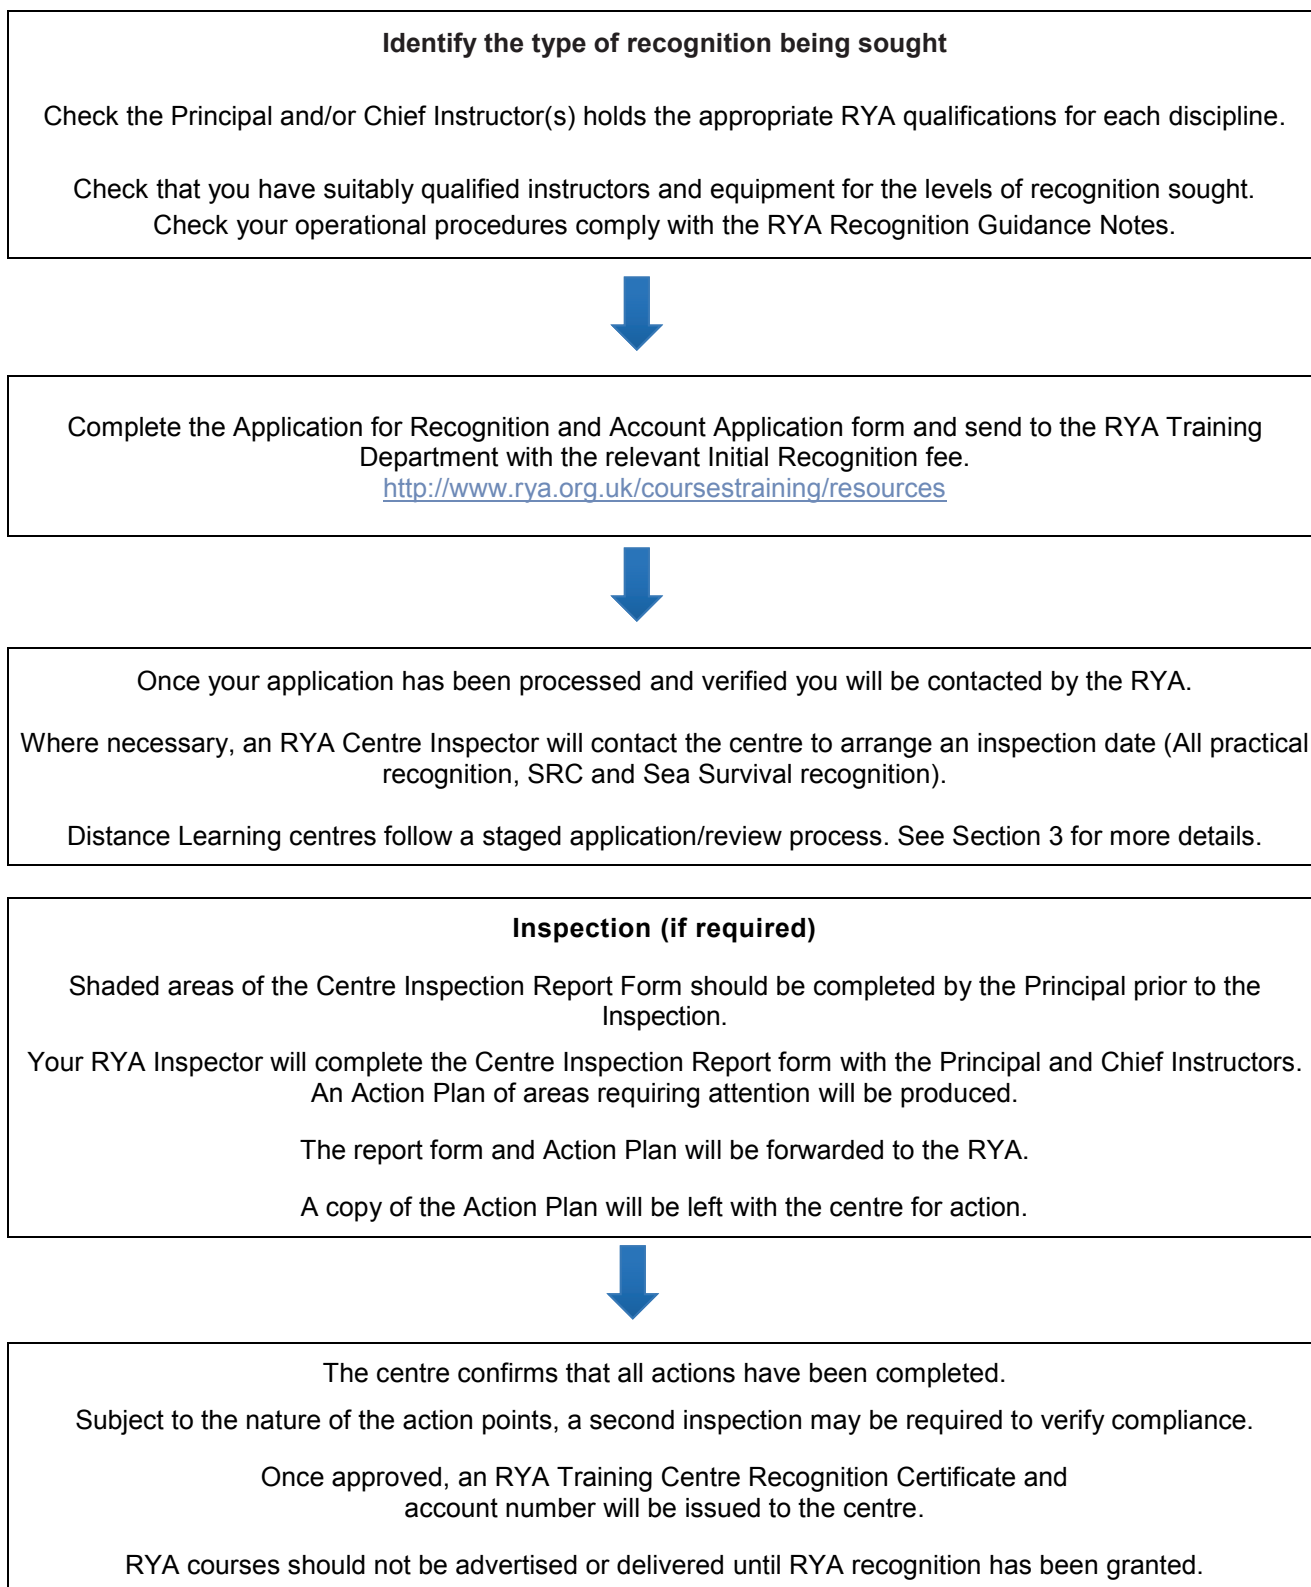 Identify the type of recognition being sought
Check the Principal and/or Chief Instructor(s) holds the appropriate RYA qualifications for each discipline.
Check that you have suitably qualified instructors and equipment for the levels of recognition sought.
Check your operational procedures comply with the RYA Recognition Guidance Notes.
Complete the Application for Recognition and Account Application form and send to the RYA Training
Department with the relevant Initial Recognition fee.
http://www.rya.org.uk/coursestraining/resources
Once your application has been processed and verified you will be contacted by the RYA.
Where necessary, an RYA Centre Inspector will contact the centre to arrange an inspection date (All practical
recognition, SRC and Sea Survival recognition).
Distance Learning centres follow a staged application/review process. See Section 3 for more details.
Inspection (if required)
Shaded areas of the Centre Inspection Report Form should be completed by the Principal prior to the
Inspection.
Your RYA Inspector will complete the Centre Inspection Report form with the Principal and Chief Instructors.
An Action Plan of areas requiring attention will be produced.
The report form and Action Plan will be forwarded to the RYA.
A copy of the Action Plan will be left with the centre for action.
The centre confirms that all actions have been completed.
Subject to the nature of the action points, a second inspection may be required to verify compliance.
Once approved, an RYA Training Centre Recognition Certificate and
account number will be issued to the centre.
RYA courses should not be advertised or delivered until RYA recognition has been granted.